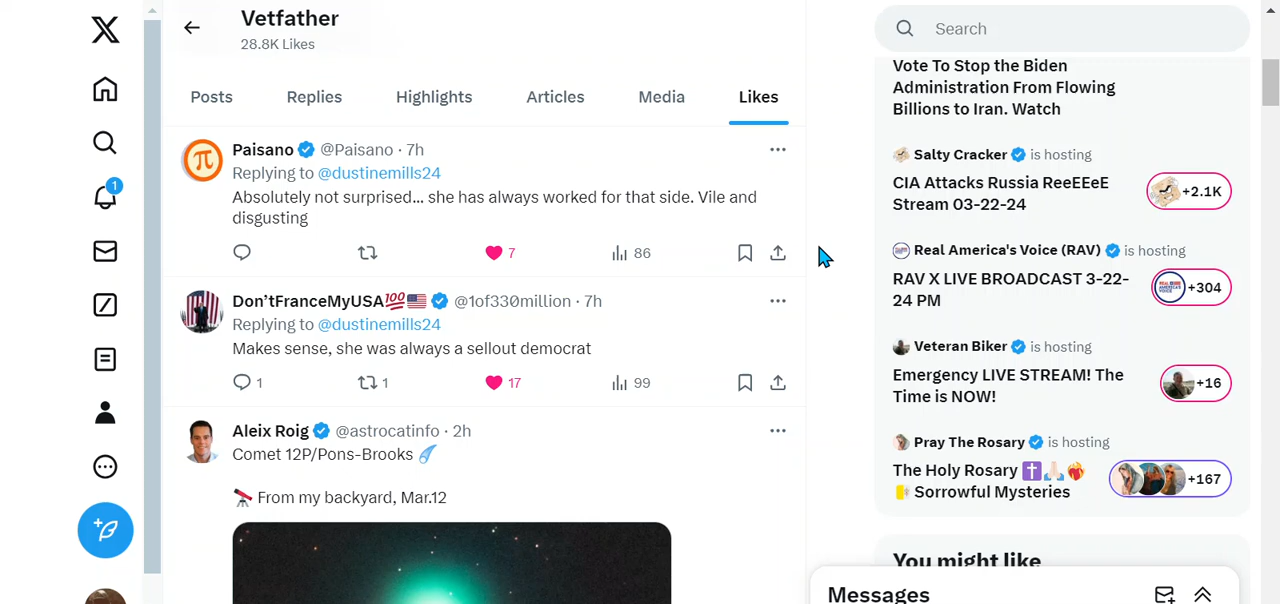 Vetfather
28.8K Likes
Posts
Replies
Highlights
Articles
Media
Likes
Paisano @Paisano · 7h
Replying to @dustinemills24
Absolutely not surprised... she has always worked for that side. Vile and
disgusting
7
86
Don’tFranceMyUSA💯🇺🇸 @1of330million · 7h
Replying to @dustinemills24
Makes sense, she was always a sellout democrat
1
1
17
99
Aleix Roig @astrocatinfo · 2h
Comet 12P/Pons-Brooks ☄️
🔭 From my backyard, Mar.12
1
Search
Vote To Stop the Biden
Administration From Flowing
Billions to Iran. Watch
Salty Cracker is hosting
CIA Attacks Russia ReeEEeE
Stream 03-22-24
+2.1K
Real America's Voice (RAV) is hosting
RAV X LIVE BROADCAST 3-22-
24 PM
+304
Veteran Biker is hosting
Emergency LIVE STREAM! The
Time is NOW!
+16
Pray The Rosary is hosting
The Holy Rosary ✝️🙏🏻❤️‍🔥
Sorrowful Mysteries
+167
You might like
Messages